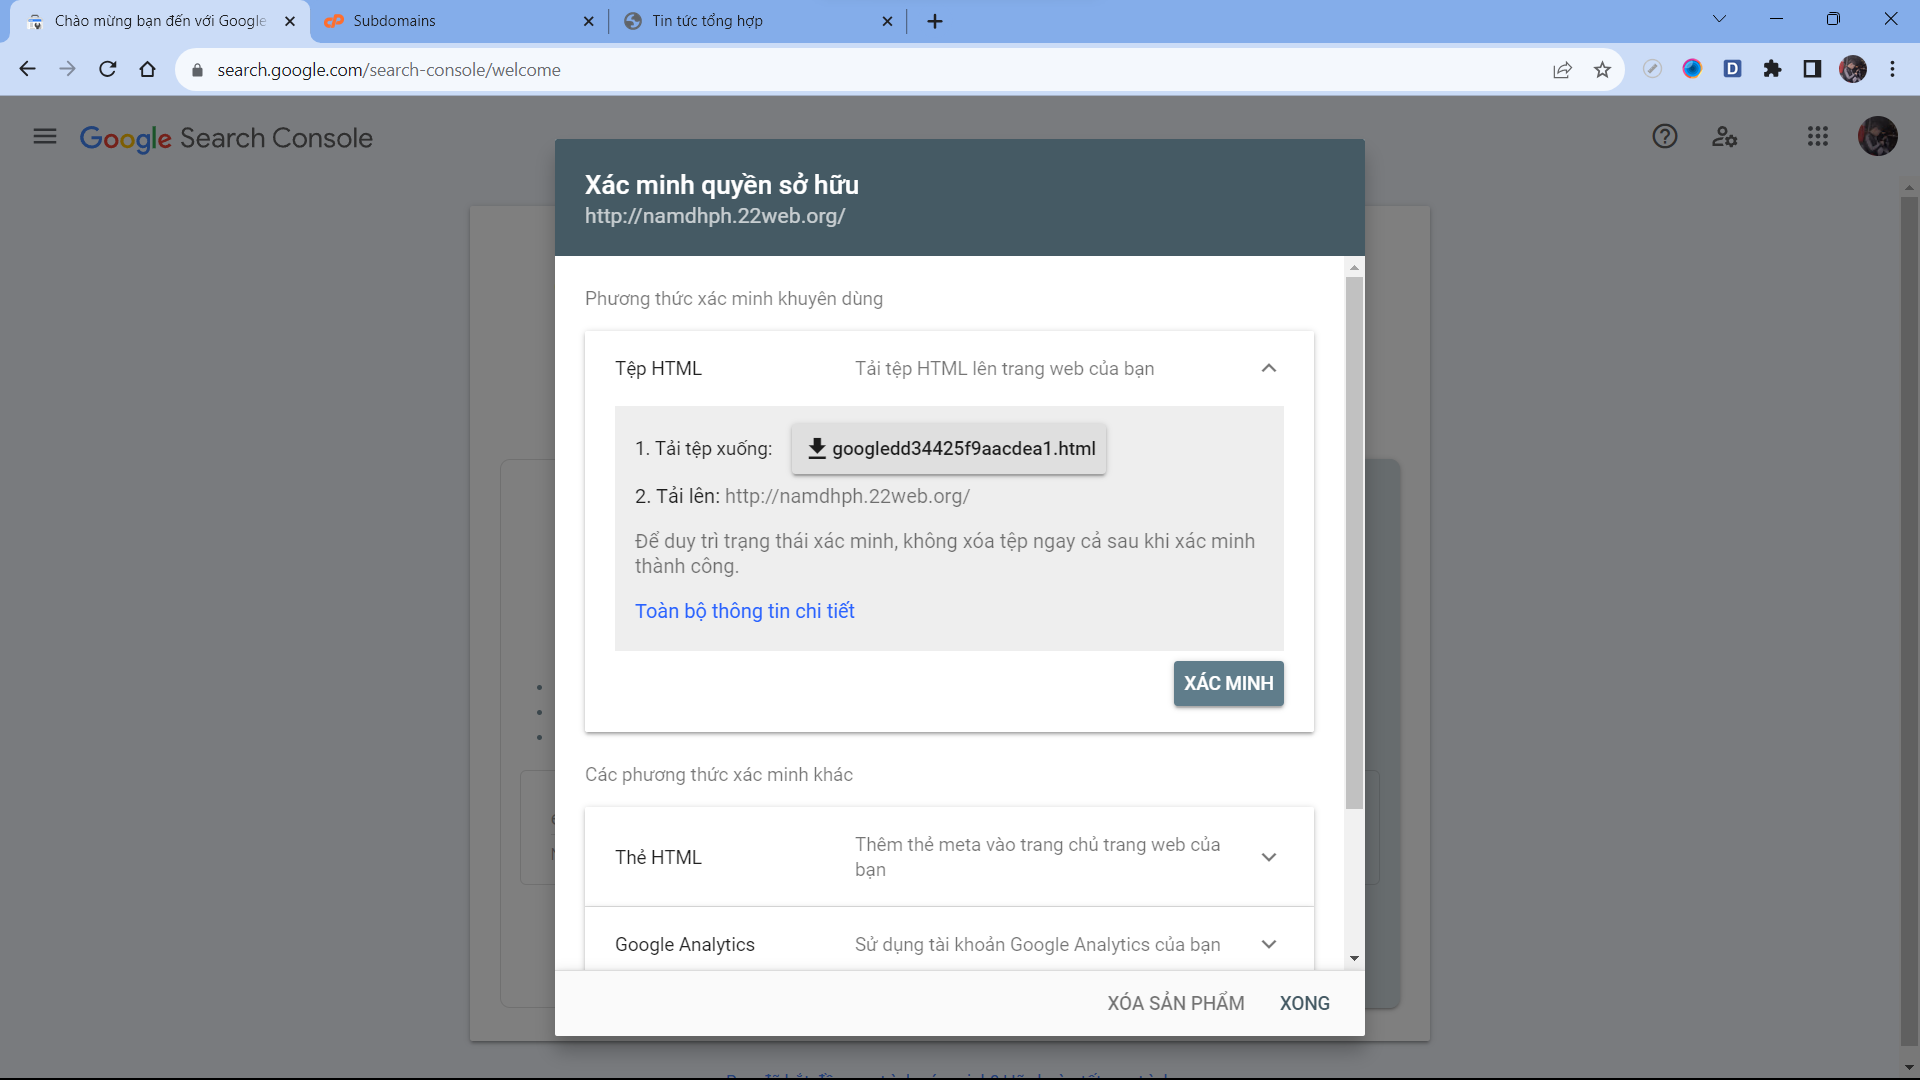 Chào mừng bạn đến với Google
Subdomains
Tin tức tổng hợp
search.google.com/search-console/welcome
Google Search Console
Xác minh quyền sở hữu
http://namdhph.22web.org/
Phương thức xác minh khuyên dùng
Tệp HTML
Tải tệp HTML lên trang web của bạn
1. Tải tệp xuống:
googledd34425f9aacdea1.html
2. Tải lên: http://namdhph.22web.org/
Để duy trì trạng thái xác minh, không xóa tệp ngay cả sau khi xác minh
thành công.
Toàn bộ thông tin chi tiết
XÁC MINH
Các phương thức xác minh khác
Thẻ HTML
Thêm thẻ meta vào trang chủ trang web của
bạn
Google Analytics
Sử dụng tài khoản Google Analytics của bạn
XÓA SẢN PHẨM
XONG